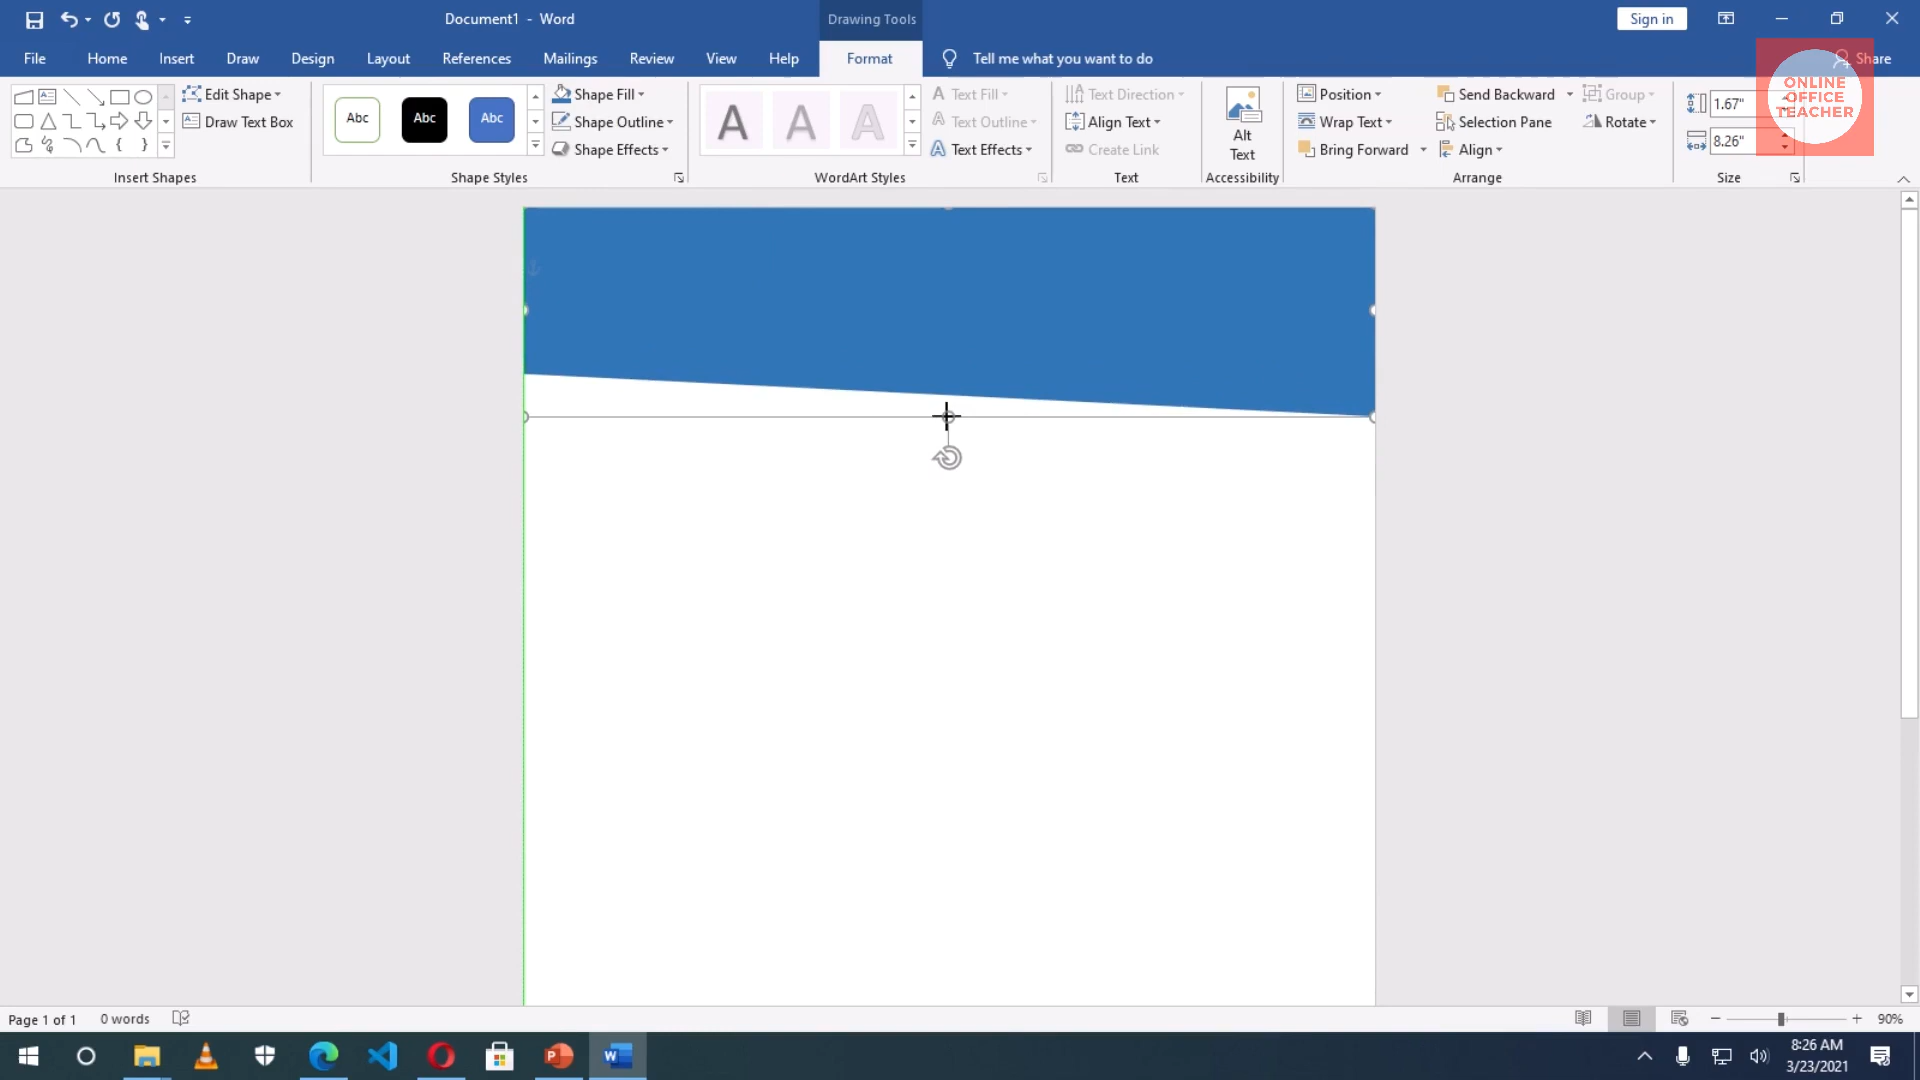 Document1 - Word
Drawing Tools
Sign in
File Home Insert Draw Design Layout References Mailings Review View Help Format Tell me what you want to do Share
ONLINE
OFFICE
TEACHER
Edit Shape
Draw Text Box
Insert Shapes
Abc Abc Abc
Shape Fill
Shape Outline
Shape Effects
Shape Styles
A A A
Text Fill
Text Outline
Text Effects
WordArt Styles
Text Direction
Align Text
Create Link
Text
Alt
Text
Accessibility
Position
Wrap Text
Bring Forward
Send Backward
Selection Pane
Align
Group
Rotate
Arrange
1.67"
8.26"
Size
Page 1 of 1 0 words
90%
8:26 AM
3/23/2021